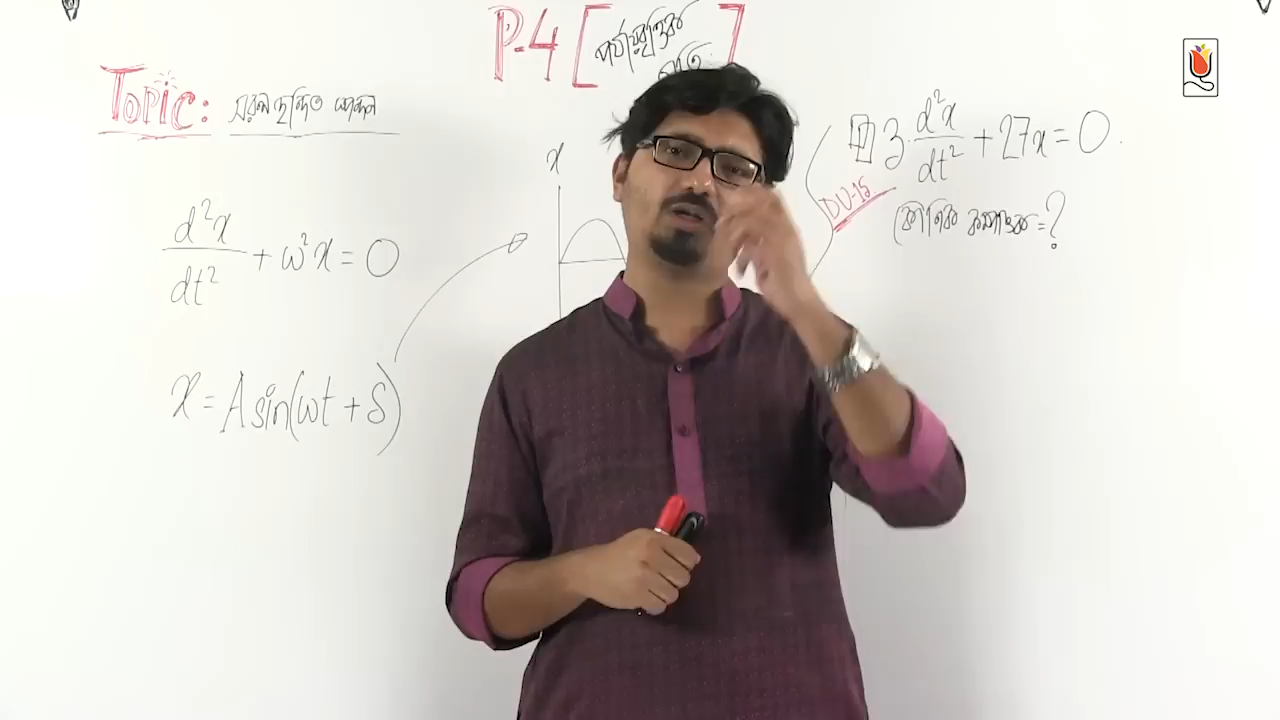 P-4 [পর্যাবৃত্তিক
গতি]
Topic: সরল ছন্দিত স্পন্দন
d²x/dt² + ω²x = 0
x = A sin(ωt + δ)
x
3 d²x/dt² + 27x = 0.
DU-15
কৌণিক কম্পাঙ্ক = ?